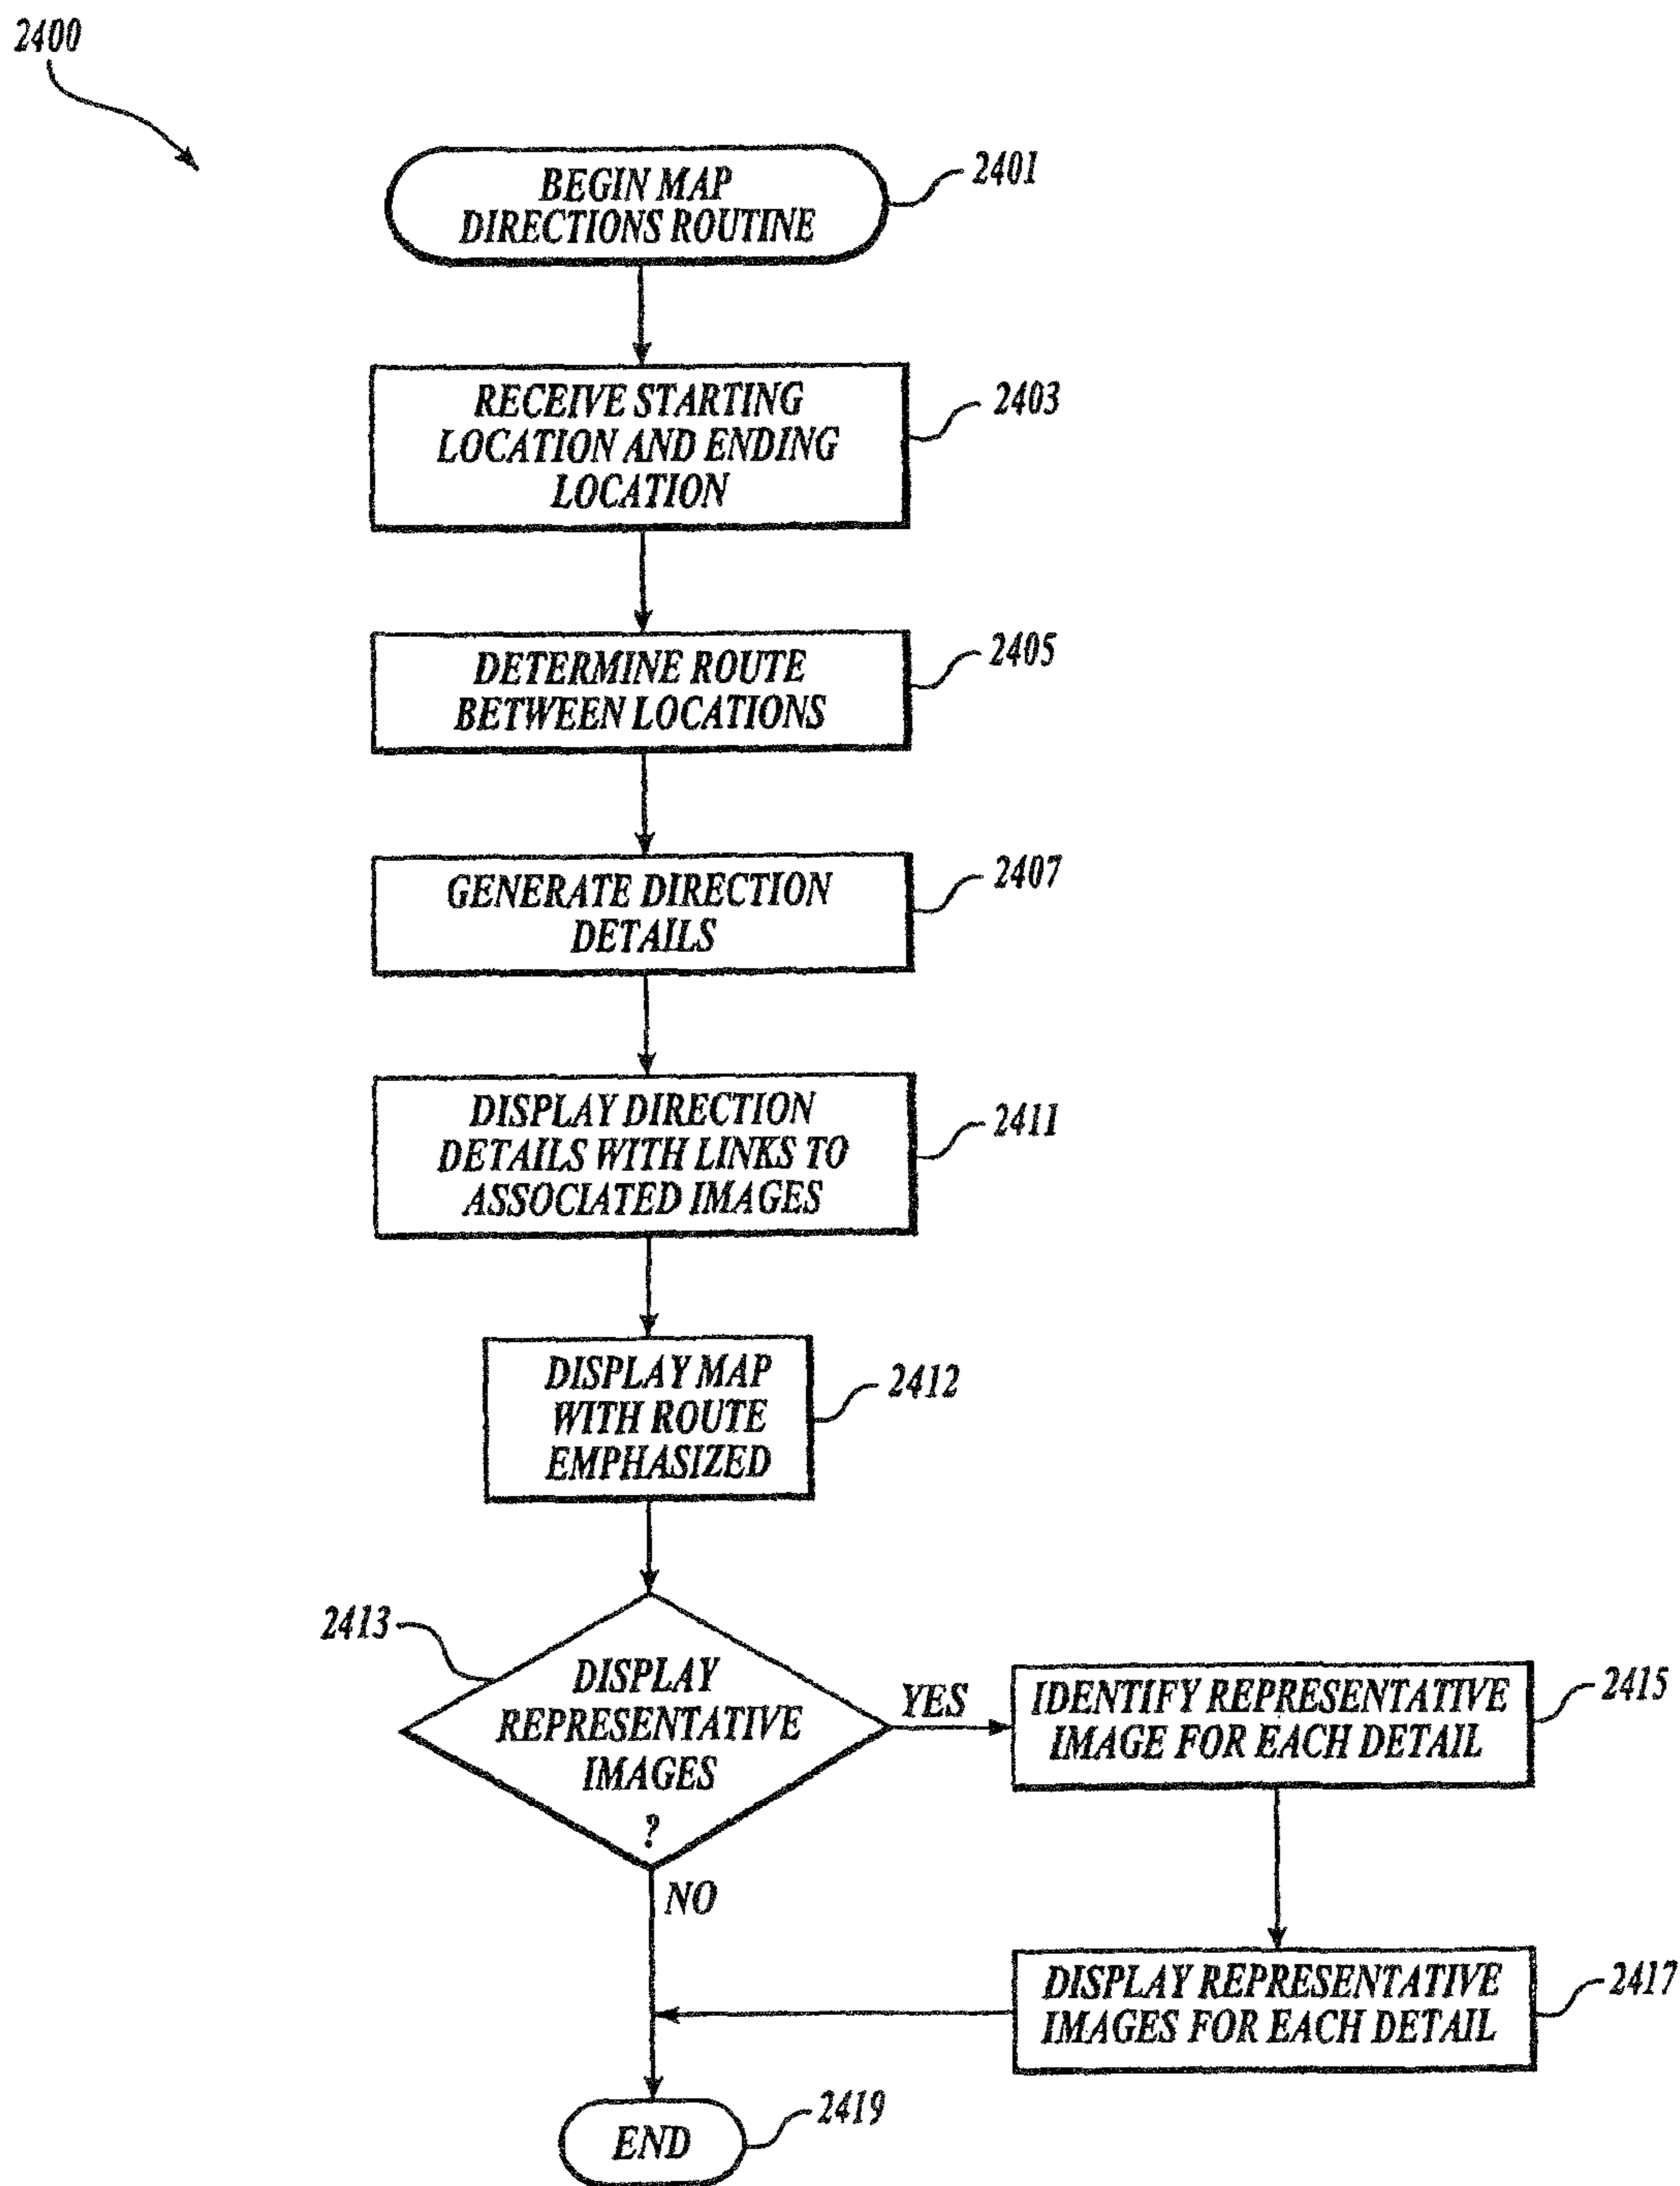 2400
BEGIN MAP
DIRECTIONS ROUTINE
2401
RECEIVE STARTING
LOCATION AND ENDING
LOCATION
2403
DETERMINE ROUTE
BETWEEN LOCATIONS
2405
GENERATE DIRECTION
DETAILS
2407
DISPLAY DIRECTION
DETAILS WITH LINKS TO
ASSOCIATED IMAGES
2411
DISPLAY MAP
WITH ROUTE
EMPHASIZED
2412
2413
DISPLAY
REPRESENTATIVE
IMAGES
?
YES
NO
IDENTIFY REPRESENTATIVE
IMAGE FOR EACH DETAIL
2415
DISPLAY REPRESENTATIVE
IMAGES FOR EACH DETAIL
2417
END
2419